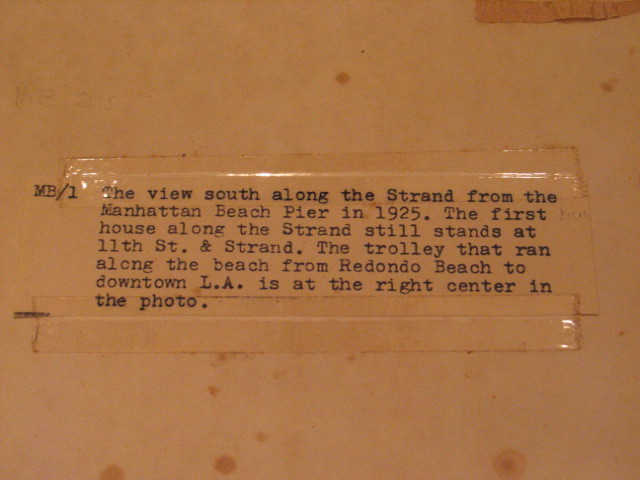 MB/1 The view south along the Strand from the
Manhattan Beach Pier in 1925. The first
house along the Strand still stands at
11th St. & Strand. The trolley that ran
along the beach from Redondo Beach to
downtown L.A. is at the right center in
the photo.